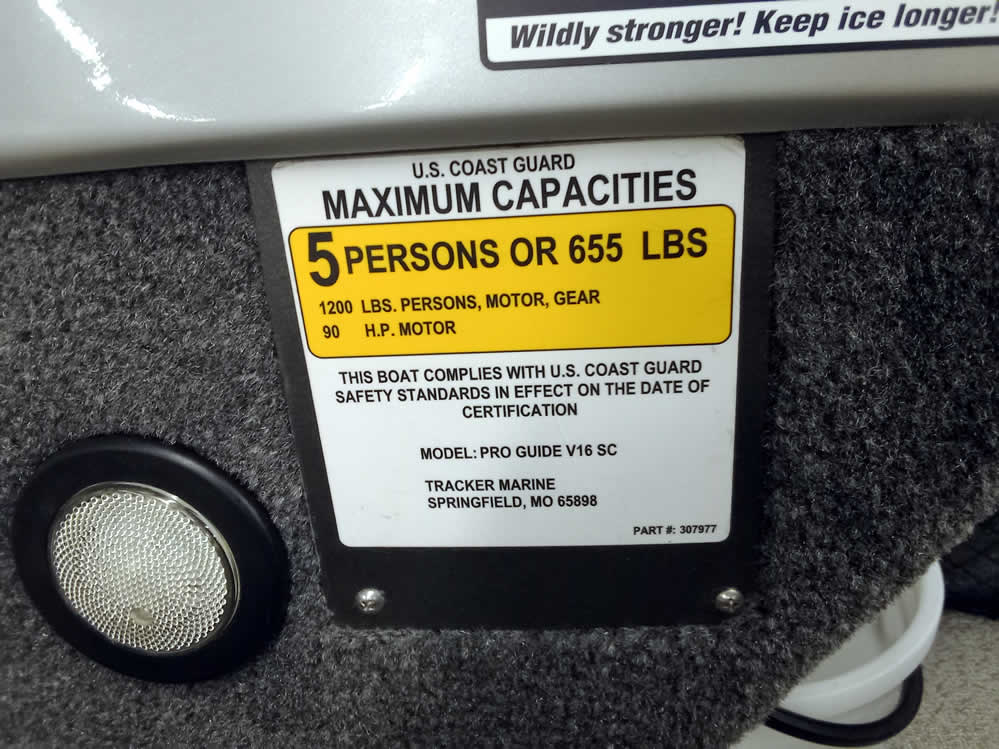 Wildly stronger! Keep ice longer!
U.S. COAST GUARD
MAXIMUM CAPACITIES
5 PERSONS OR 655 LBS
1200 LBS. PERSONS, MOTOR, GEAR
90 H.P. MOTOR
THIS BOAT COMPLIES WITH U.S. COAST GUARD
SAFETY STANDARDS IN EFFECT ON THE DATE OF
CERTIFICATION
MODEL: PRO GUIDE V16 SC
TRACKER MARINE
SPRINGFIELD, MO 65898
PART #: 307977